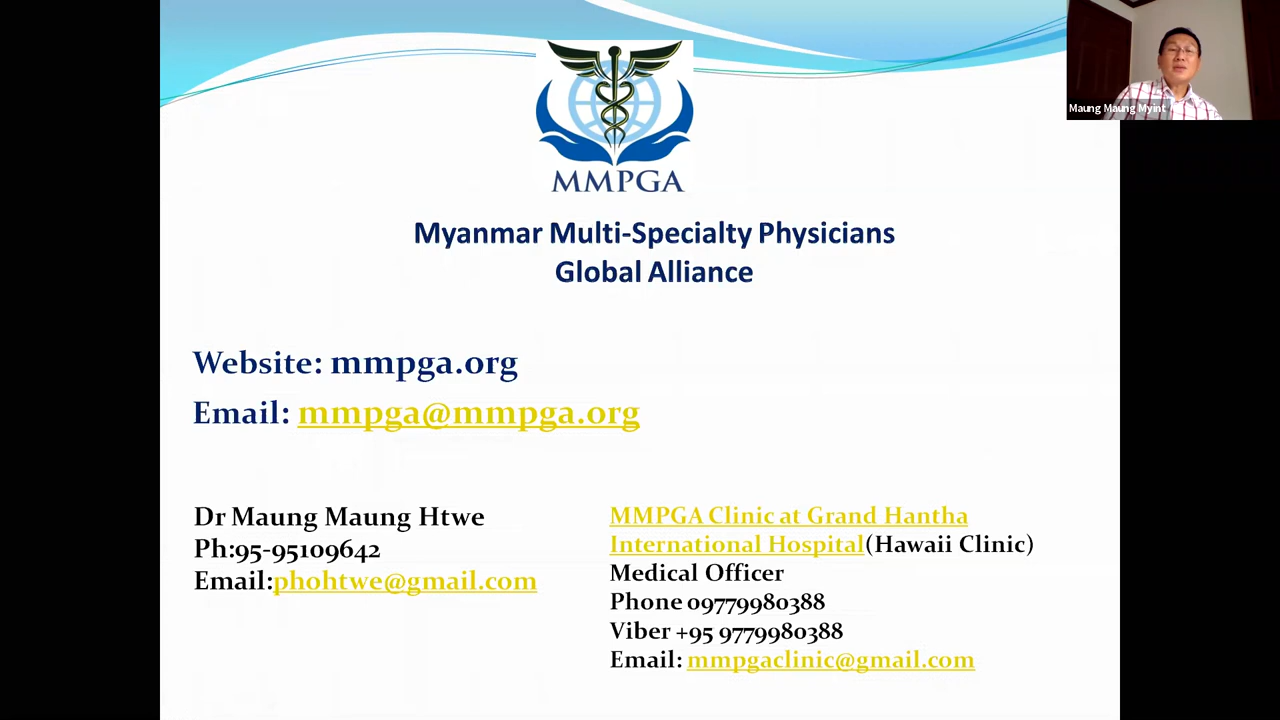 Maung Maung Myint
MMPGA
Myanmar Multi-Specialty Physicians
Global Alliance
Website: mmpga.org
Email: mmpga@mmpga.org
Dr Maung Maung Htwe
Ph:95-95109642
Email:phohtwe@gmail.com
MMPGA Clinic at Grand Hantha
International Hospital(Hawaii Clinic)
Medical Officer
Phone 09779980388
Viber +95 9779980388
Email: mmpgaclinic@gmail.com